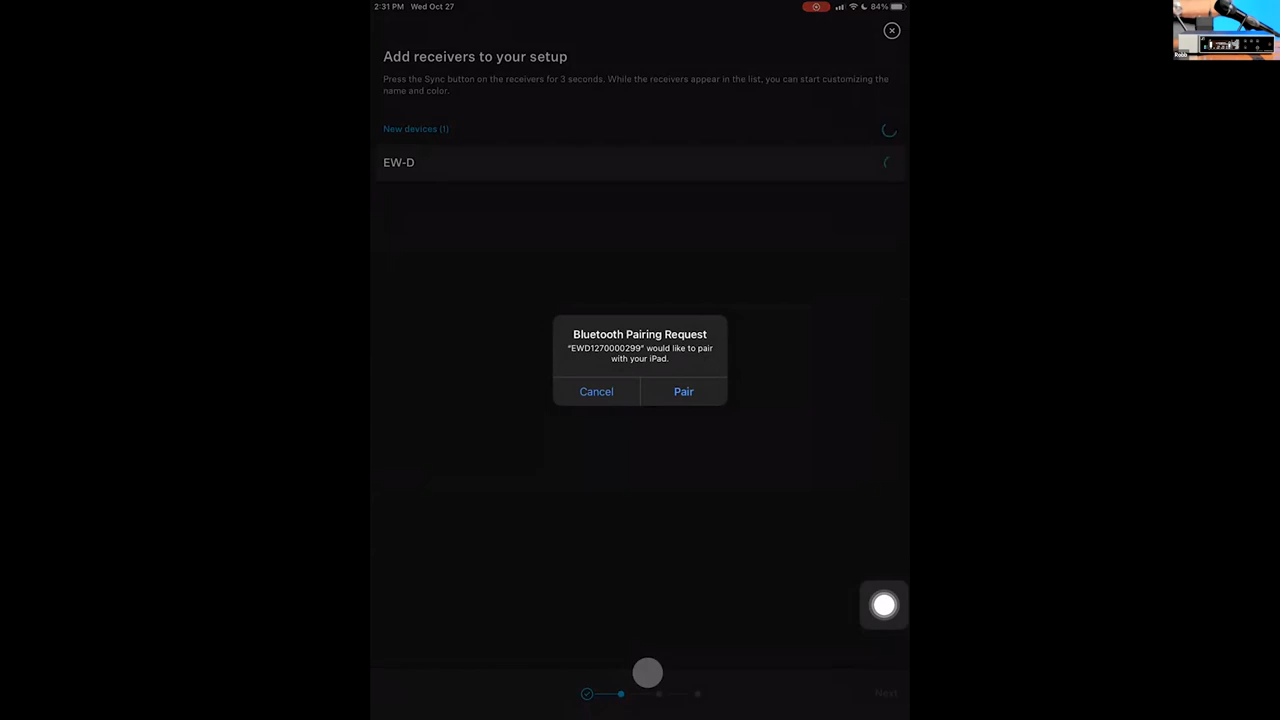 2:31 PM Wed Oct 27
84%
Add receivers to your setup
Press the Sync button on the receivers for 3 seconds. While the receivers appear in the list, you can start customizing the
name and color.
New devices (1)
EW-D
Bluetooth Pairing Request
"EWD1270000299" would like to pair
with your iPad.
Cancel
Pair
Next
Robb